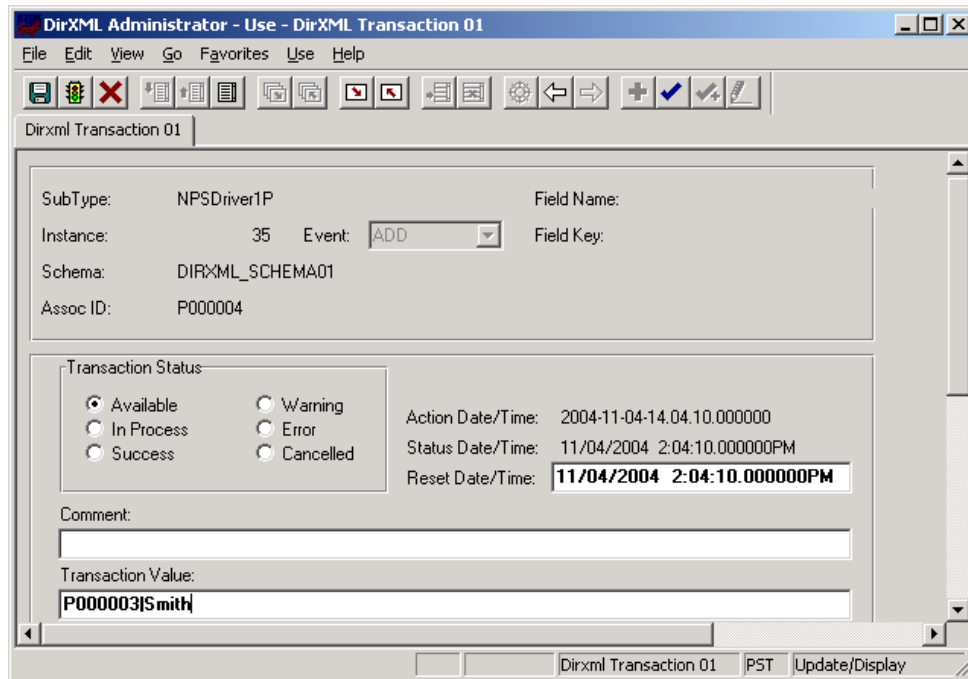 DirXML Administrator - Use - DirXML Transaction 01
File Edit View Go Favorites Use Help
Dirxml Transaction 01
SubType: NPSDriver1P Field Name:
Instance: 35 Event: ADD Field Key:
Schema: DIRXML_SCHEMA01
Assoc ID: P000004
Transaction Status
Available Warning
In Process Error
Success Cancelled
Action Date/Time: 2004-11-04-14.04.10.000000
Status Date/Time: 11/04/2004 2:04:10.000000PM
Reset Date/Time: 11/04/2004 2:04:10.000000PM
Comment:
Transaction Value:
P000003|Smith
Dirxml Transaction 01 PST Update/Display